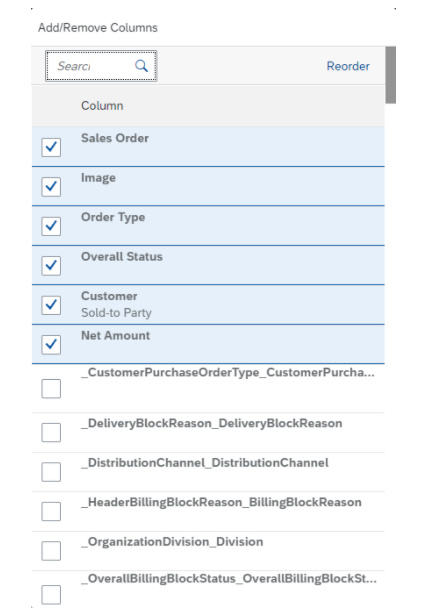 Add/Remove Columns
Reorder
Column
Sales Order
Image
Order Type
Overall Status
Customer
Sold-to Party
Net Amount
_CustomerPurchaseOrderType_CustomerPurcha...
_DeliveryBlockReason_DeliveryBlockReason
_DistributionChannel_DistributionChannel
_HeaderBillingBlockReason_BillingBlockReason
_OrganizationDivision_Division
_OverallBillingBlockStatus_OverallBillingBlockSt...